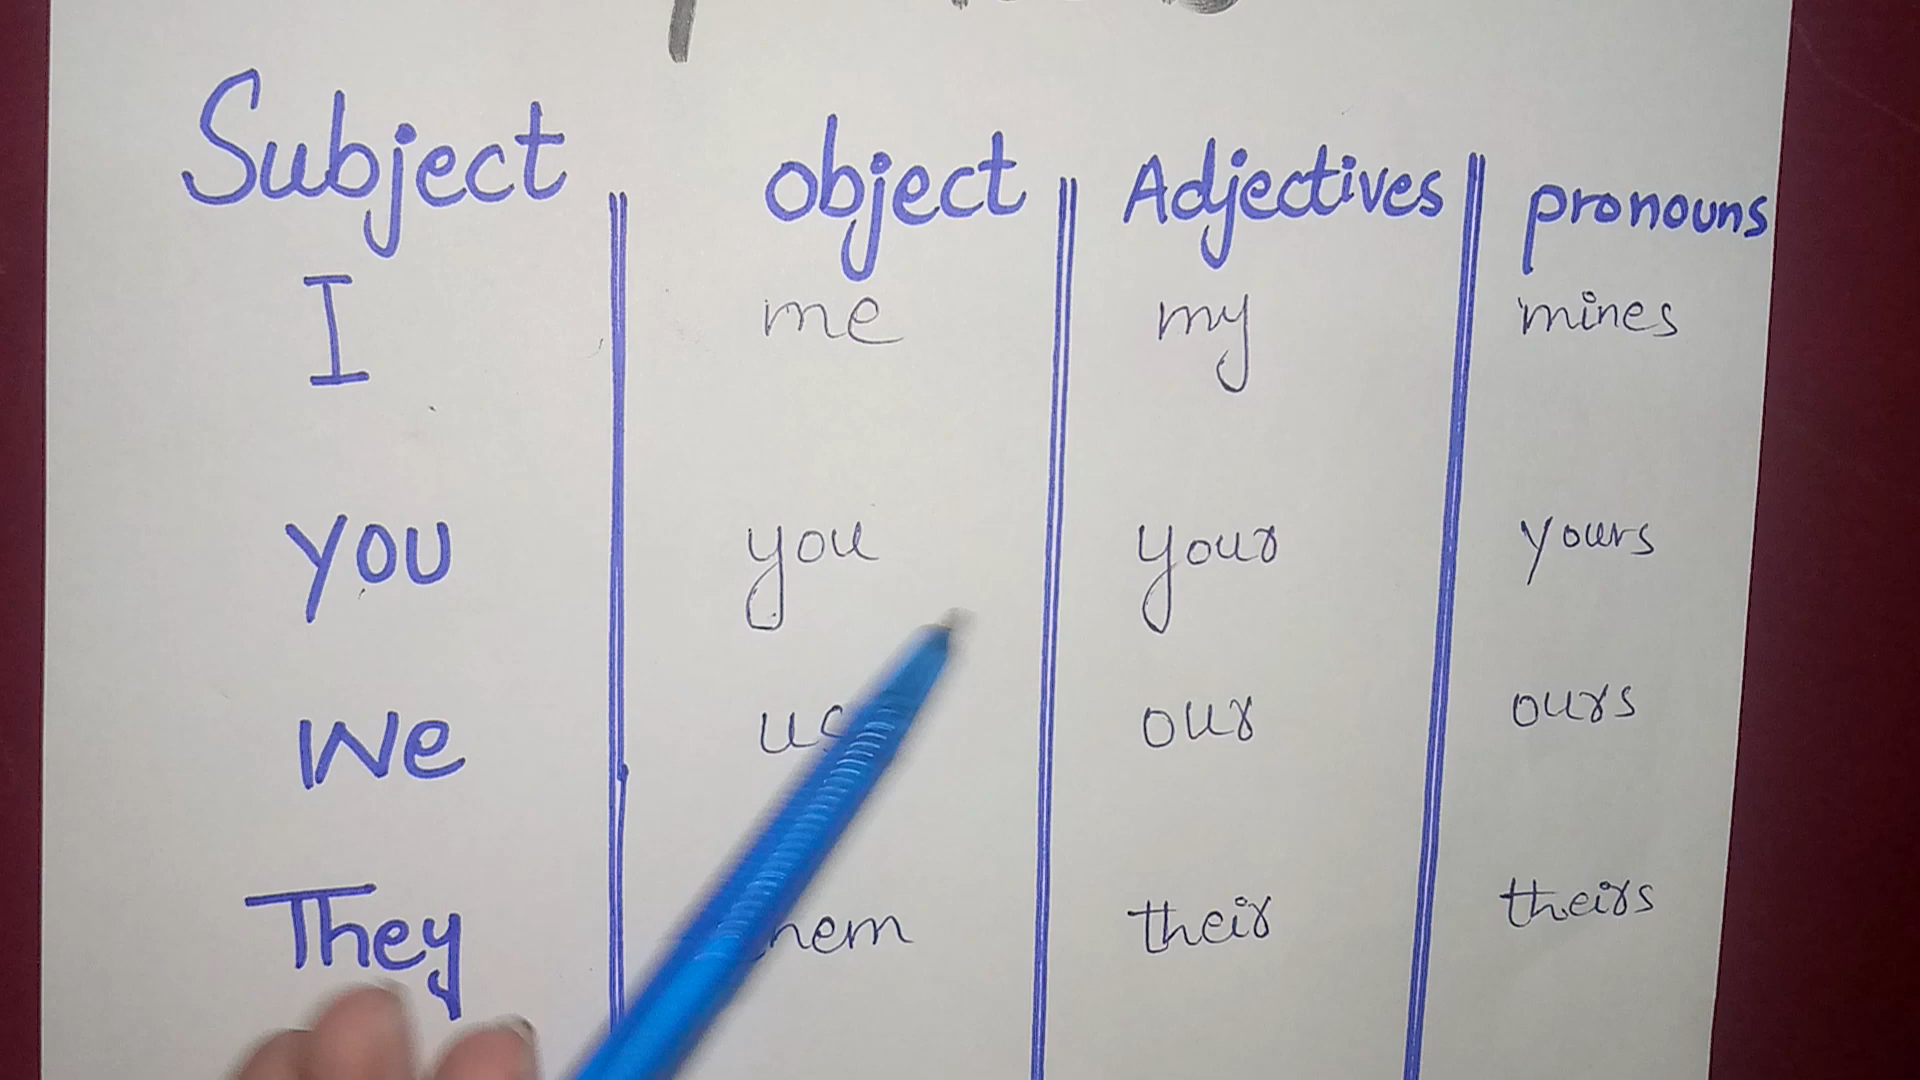 Subject object Adjectives pronouns
I me my mines
you you your yours
We our ours
They their theirs